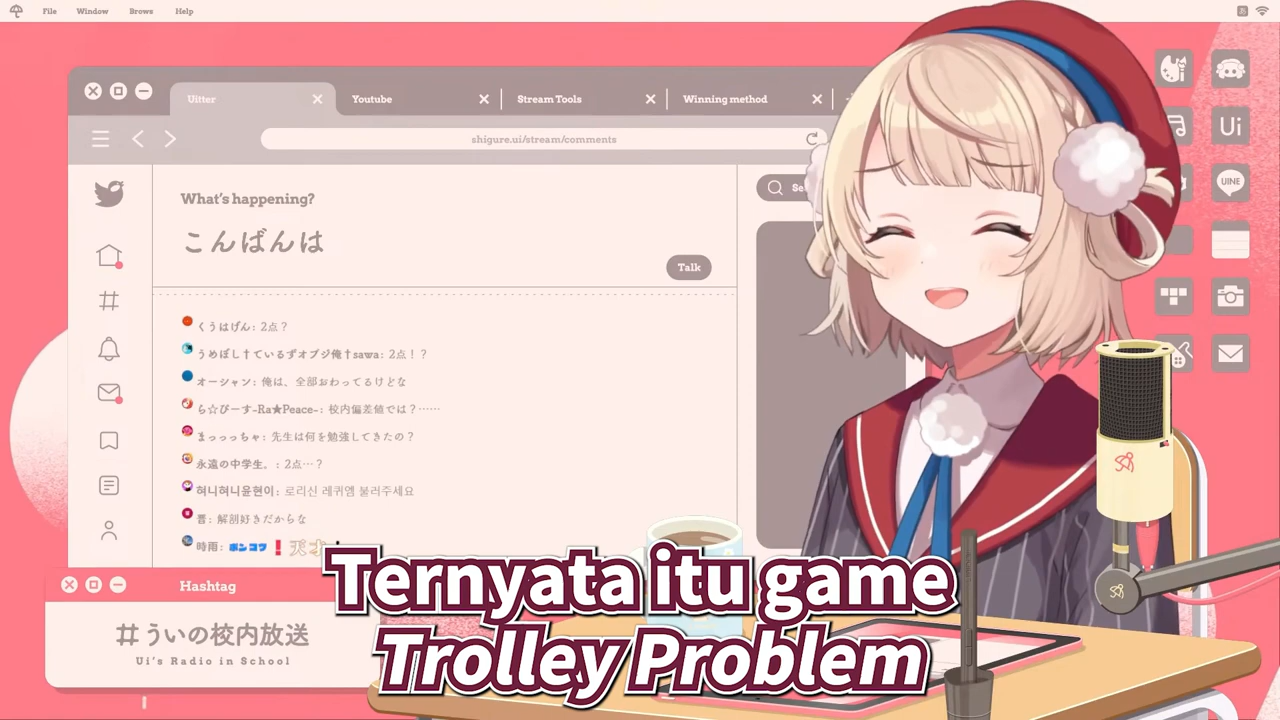 File Window Brows Help
あ
Uitter Youtube Stream Tools Winning method
shigure.ui/stream/comments
Ui
What's happening?
UINE
こんばんは
Talk
くうはげん: 2点？
うめぼし†ているずオブジ俺†sawa: 2点！？
オーシャン: 俺は、全部おわってるけどな
ら☆ぴーす-Ra★Peace-: 校内偏差値では？……
まっっっちゃ: 先生は何を勉強してきたの？
永遠の中学生。: 2点…？
혀니혀니윤현이: 로리신 레퀴엠 불러주세요
晋: 解剖好きだからな
時雨: ポンコツ❗天才
Ternyata itu game
Hashtag
#ういの校内放送
Ui's Radio in School
Trolley Problem